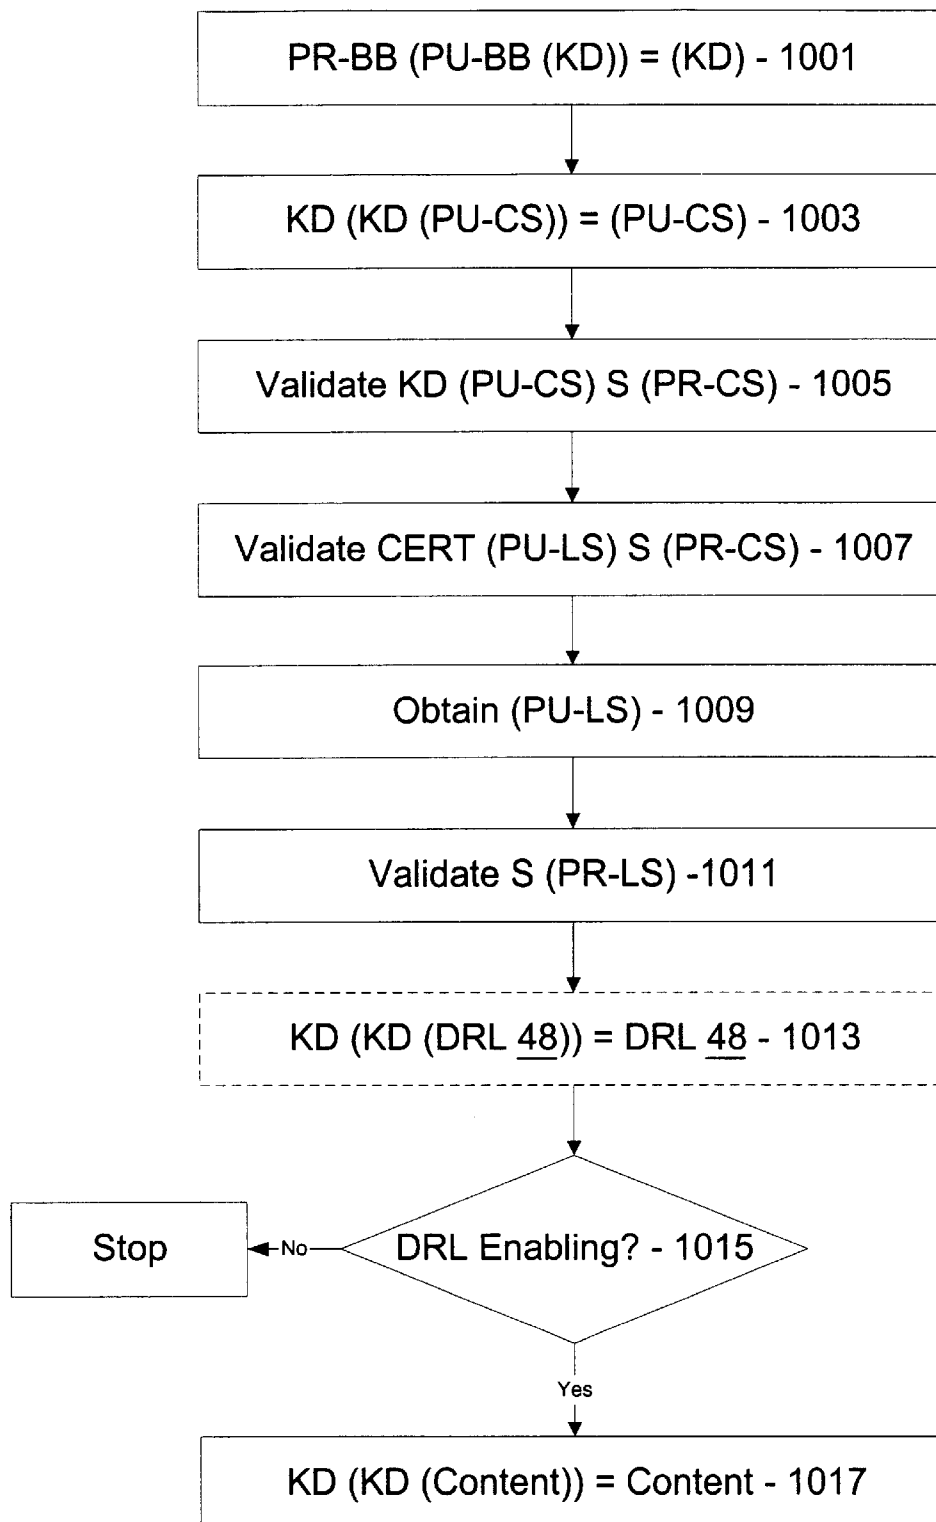 PR-BB (PU-BB (KD)) = (KD) - 1001
KD (KD (PU-CS)) = (PU-CS) - 1003
Validate KD (PU-CS) S (PR-CS) - 1005
Validate CERT (PU-LS) S (PR-CS) - 1007
Obtain (PU-LS) - 1009
Validate S (PR-LS) -1011
KD (KD (DRL 48)) = DRL 48 - 1013
DRL Enabling? - 1015
No
Stop
Yes
KD (KD (Content)) = Content - 1017